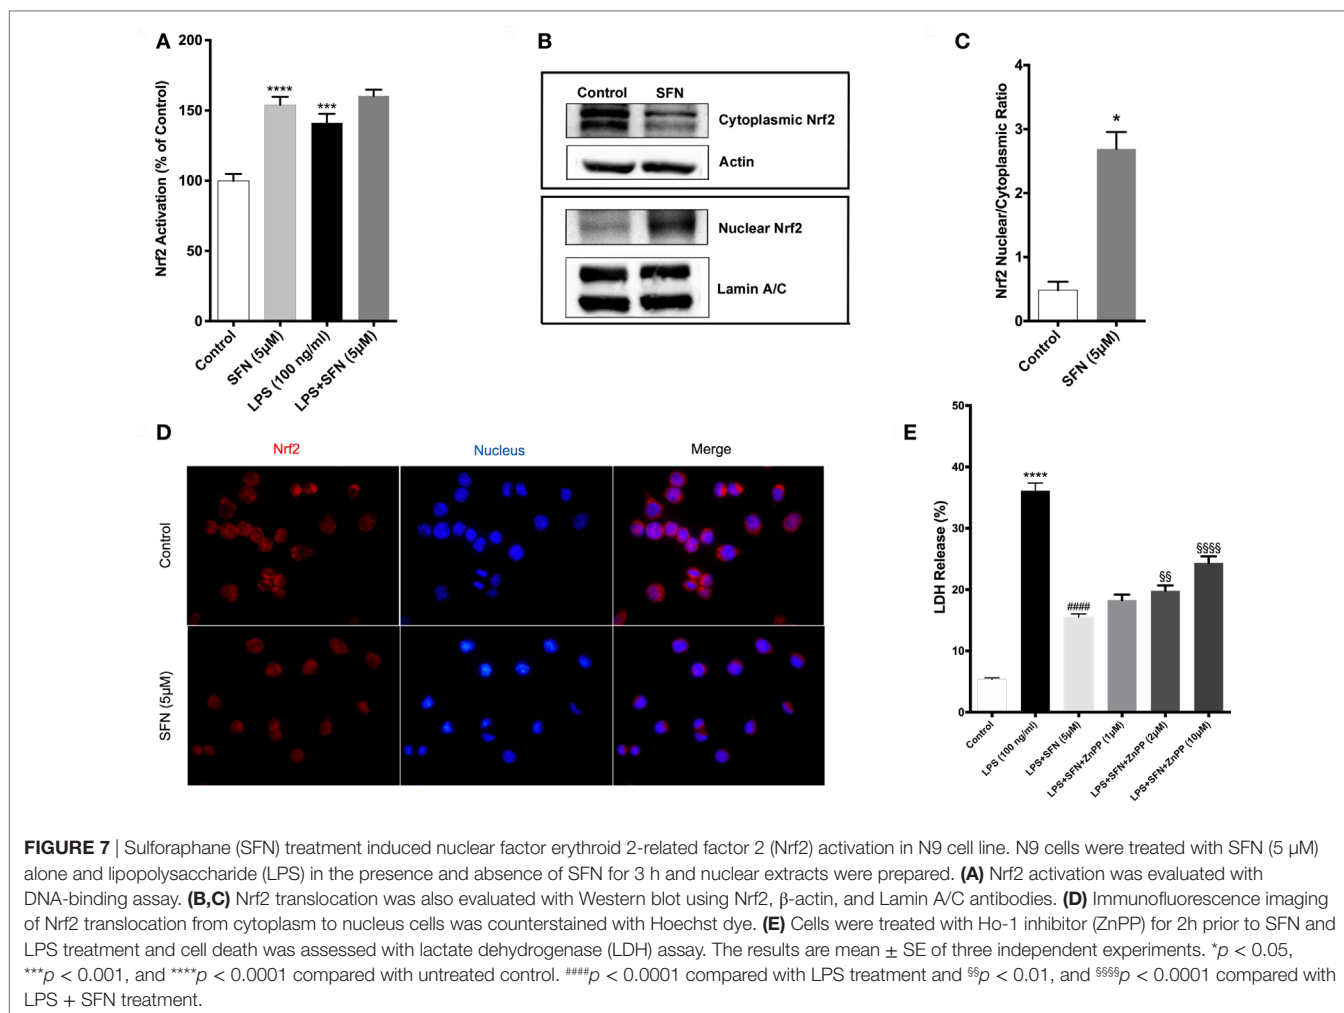 A
200
150
100
50
0
Nrf2 Activation (% of Control)
****
***
Control
SFN (5µM)
LPS (100 ng/ml)
LPS+SFN (5µM)
B
Control SFN
Cytoplasmic Nrf2
Actin
Nuclear Nrf2
Lamin A/C
C
4
3
2
1
0
Nrf2 Nuclear/Cytoplasmic Ratio
*
Control
SFN (5µM)
D
Nrf2 Nucleus Merge
Control
SFN (5µM)
E
50
40
30
20
10
0
LDH Release (%)
****
####
§§
§§§§
Control
LPS (100 ng/ml)
LPS+SFN (5µM)
LPS+SFN+ZnPP (1µM)
LPS+SFN+ZnPP (2µM)
LPS+SFN+ZnPP (10µM)
FIGURE 7 | Sulforaphane (SFN) treatment induced nuclear factor erythroid 2-related factor 2 (Nrf2) activation in N9 cell line. N9 cells were treated with SFN (5 µM)
alone and lipopolysaccharide (LPS) in the presence and absence of SFN for 3 h and nuclear extracts were prepared. (A) Nrf2 activation was evaluated with
DNA-binding assay. (B,C) Nrf2 translocation was also evaluated with Western blot using Nrf2, β-actin, and Lamin A/C antibodies. (D) Immunofluorescence imaging
of Nrf2 translocation from cytoplasm to nucleus cells was counterstained with Hoechst dye. (E) Cells were treated with Ho-1 inhibitor (ZnPP) for 2h prior to SFN and
LPS treatment and cell death was assessed with lactate dehydrogenase (LDH) assay. The results are mean ± SE of three independent experiments. *p < 0.05,
***p < 0.001, and ****p < 0.0001 compared with untreated control. ####p < 0.0001 compared with LPS treatment and §§p < 0.01, and §§§§p < 0.0001 compared with
LPS + SFN treatment.